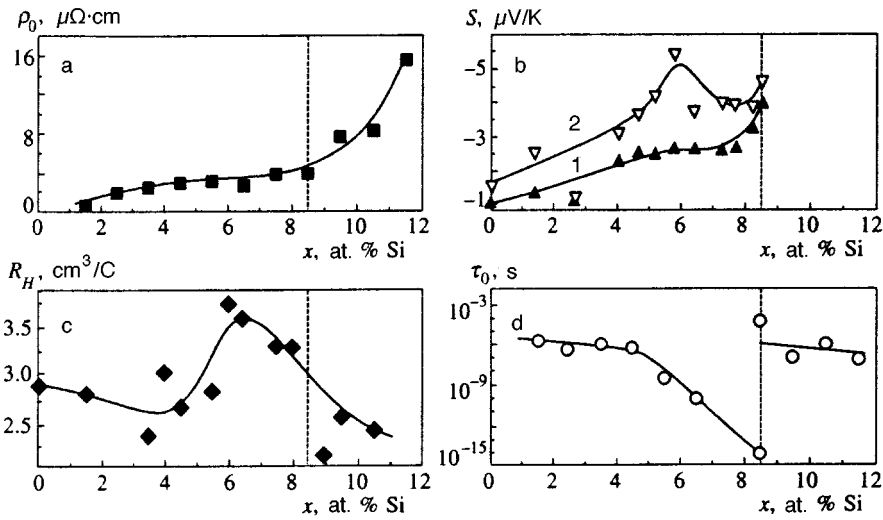 ρ₀, μΩ·cm
a
16
8
0
0 2 4 6 8 10 12
x, at. % Si
S, μV/K
b
−5
−3
−1
2
1
0 2 4 6 8 10 12
x, at. % Si
R_H, cm³/C
c
3.5
3.0
2.5
0 2 4 6 8 10 12
x, at. % Si
τ₀, s
d
10⁻³
10⁻⁹
10⁻¹⁵
0 2 4 6 8 10 12
x, at. % Si